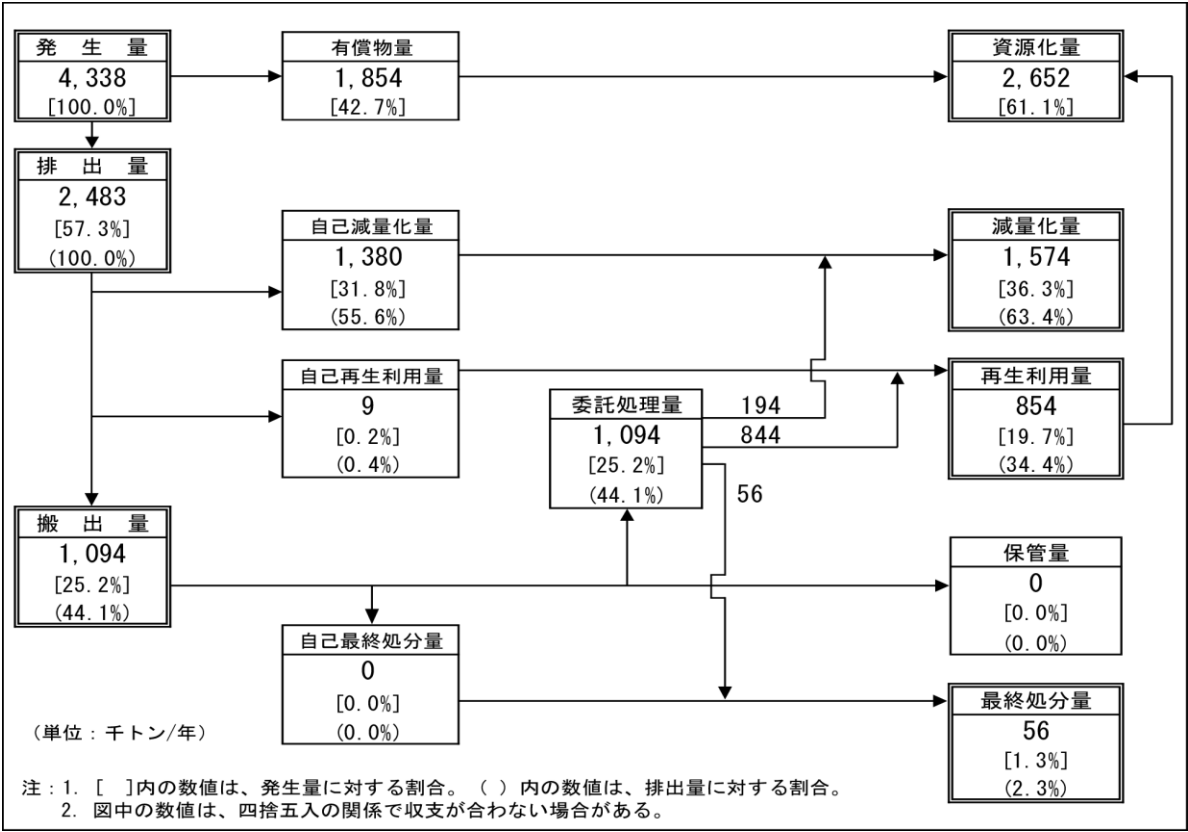 発 生 量
4,338
[100.0%]
有償物量
1,854
[42.7%]
資源化量
2,652
[61.1%]
排 出 量
2,483
[57.3%]
(100.0%)
自己減量化量
1,380
[31.8%]
(55.6%)
減量化量
1,574
[36.3%]
(63.4%)
自己再生利用量
9
[0.2%]
(0.4%)
委託処理量
1,094
[25.2%]
(44.1%)
194
844
56
再生利用量
854
[19.7%]
(34.4%)
搬 出 量
1,094
[25.2%]
(44.1%)
保管量
0
[0.0%]
(0.0%)
自己最終処分量
0
[0.0%]
(0.0%)
最終処分量
56
[1.3%]
(2.3%)
（単位：千トン/年）
注：1. [ ]内の数値は、発生量に対する割合。( ) 内の数値は、排出量に対する割合。
2. 図中の数値は、四捨五入の関係で収支が合わない場合がある。